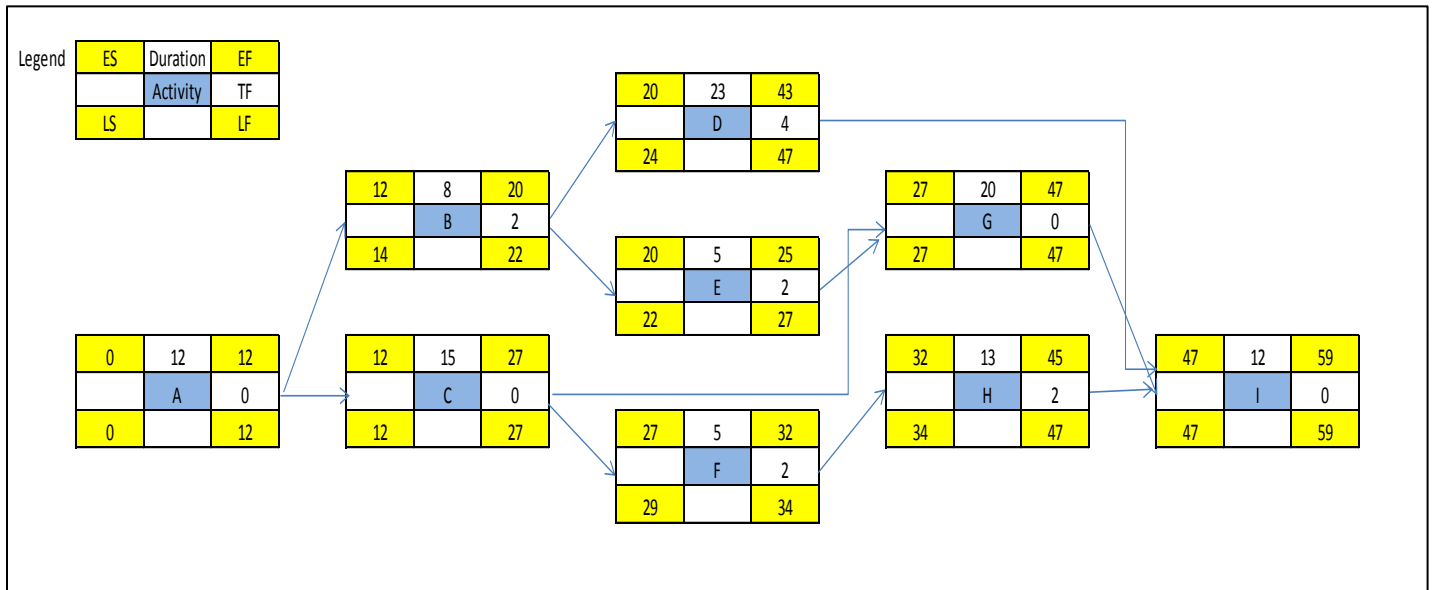 Legend
ES Duration EF
Activity TF
LS LF
20 23 43
D 4
24 47
12 8 20
B 2
14 22
27 20 47
G 0
27 47
20 5 25
E 2
22 27
0 12 12
A 0
0 12
12 15 27
C 0
12 27
32 13 45
H 2
34 47
47 12 59
I 0
47 59
27 5 32
F 2
29 34